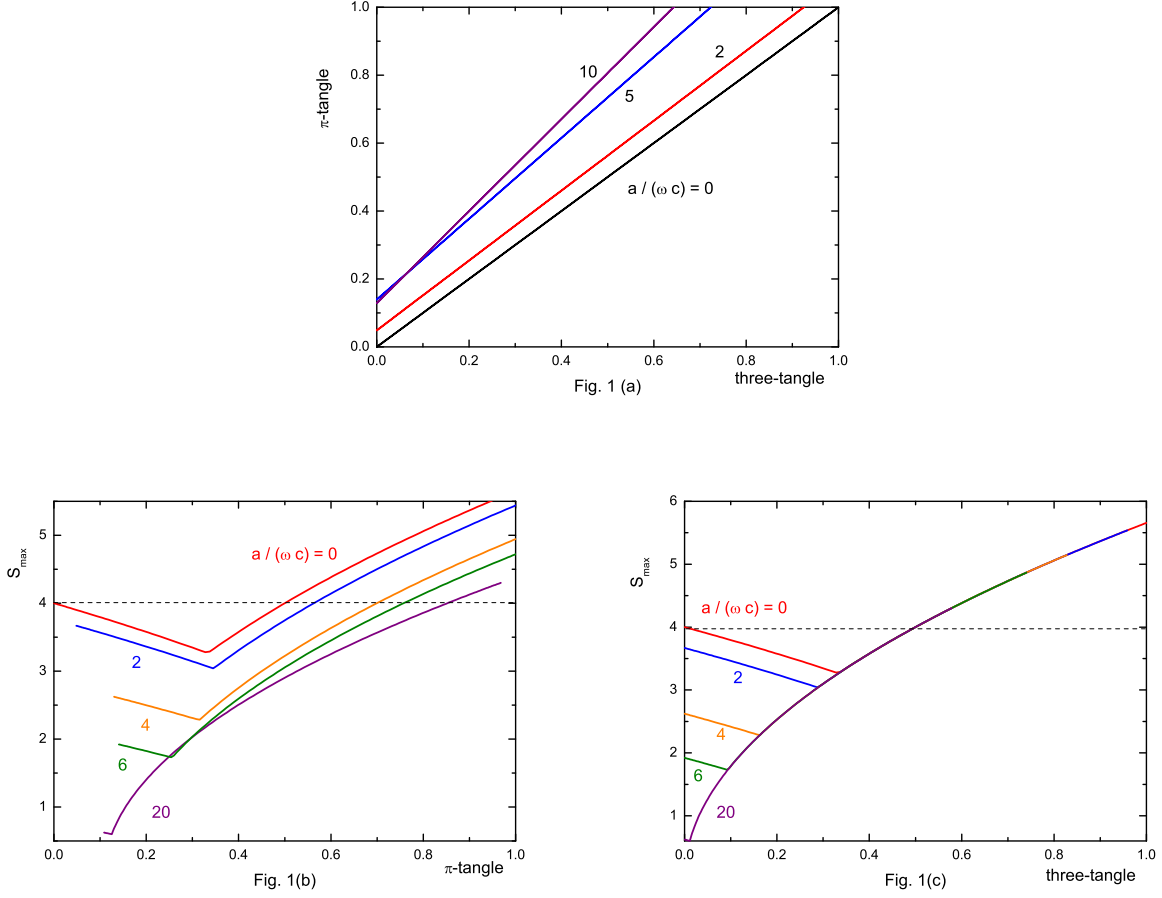 1.0
10
2
0.8
5
π-tangle
0.6
a / (ω c) = 0
0.4
0.2
0.0
0.0 0.2 0.4 0.6 0.8 1.0
Fig. 1 (a) three-tangle
5
a / (ω c) = 0
Smax
4
3
2
4
2
6
1
20
0.0 0.2 0.4 0.6 0.8 1.0
Fig. 1(b) π-tangle
6
5
Smax
a / (ω c) = 0
4
3
2
4
2
6
1
20
0.0 0.2 0.4 0.6 0.8 1.0
Fig. 1(c) three-tangle